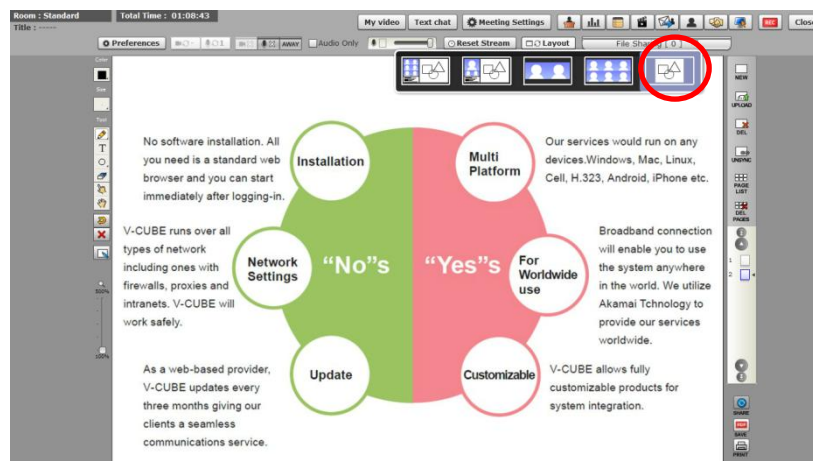 Room : Standard
Total Time : 01:08:43
Title : -----
My video
Text chat
Meeting Settings
REC
Close
Preferences
AWAY
Audio Only
Reset Stream
Layout
File Sharing [ 0 ]
Color
Size
Text
T
500%
100%
No software installation. All
you need is a standard web
browser and you can start
immediately after logging-in.
Installation
V-CUBE runs over all
types of network
including ones with
firewalls, proxies and
intranets. V-CUBE will
work safely.
Network
Settings
As a web-based provider,
V-CUBE updates every
three months giving our
clients a seamless
communications service.
Update
“No”s
“Yes”s
Multi
Platform
Our services would run on any
devices.Windows, Mac, Linux,
Cell, H.323, Android, iPhone etc.
For
Worldwide
use
Broadband connection
will enable you to use
the system anywhere
in the world. We utilize
Akamai Tchnology to
provide our services
worldwide.
Customizable
V-CUBE allows fully
customizable products for
system integration.
NEW
UPLOAD
DEL
UNSYNC
PAGE
LIST
DEL
PAGES
1
2
SHARE
SAVE
PRINT